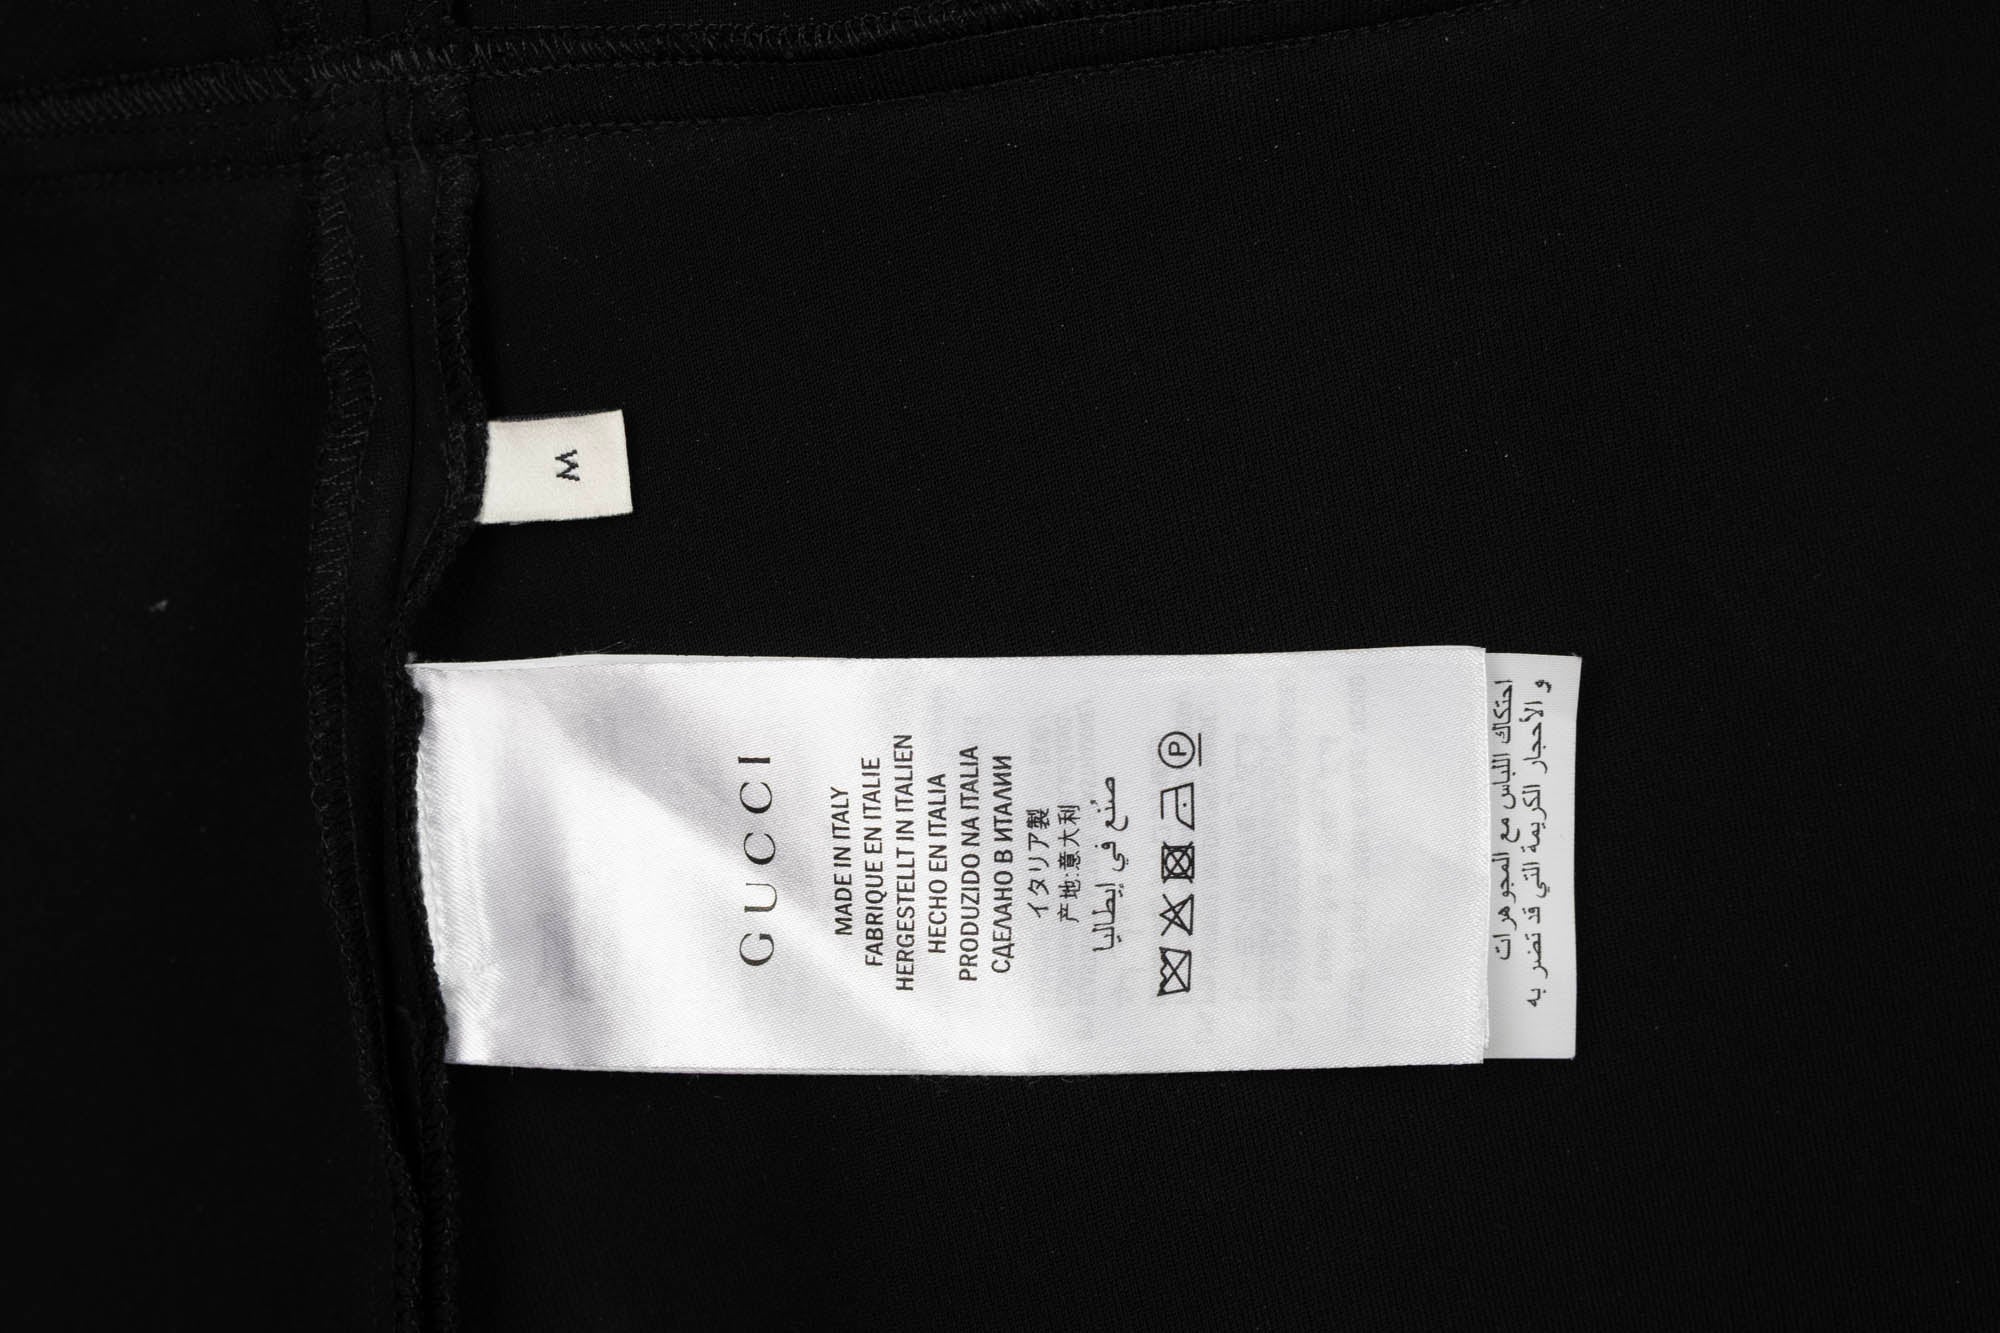 M
GUCCI
MADE IN ITALY
FABRIQUE EN ITALIE
HERGESTELLT IN ITALIEN
HECHO EN ITALIA
PRODUZIDO NA ITALIA
СДЕЛАНО В ИТАЛИИ
イタリア製
产地:意大利
صُنع في إيطاليا
P
احتكاك اللباس مع المجوهرات
و الأحجار الكريمة التي قد تضر به